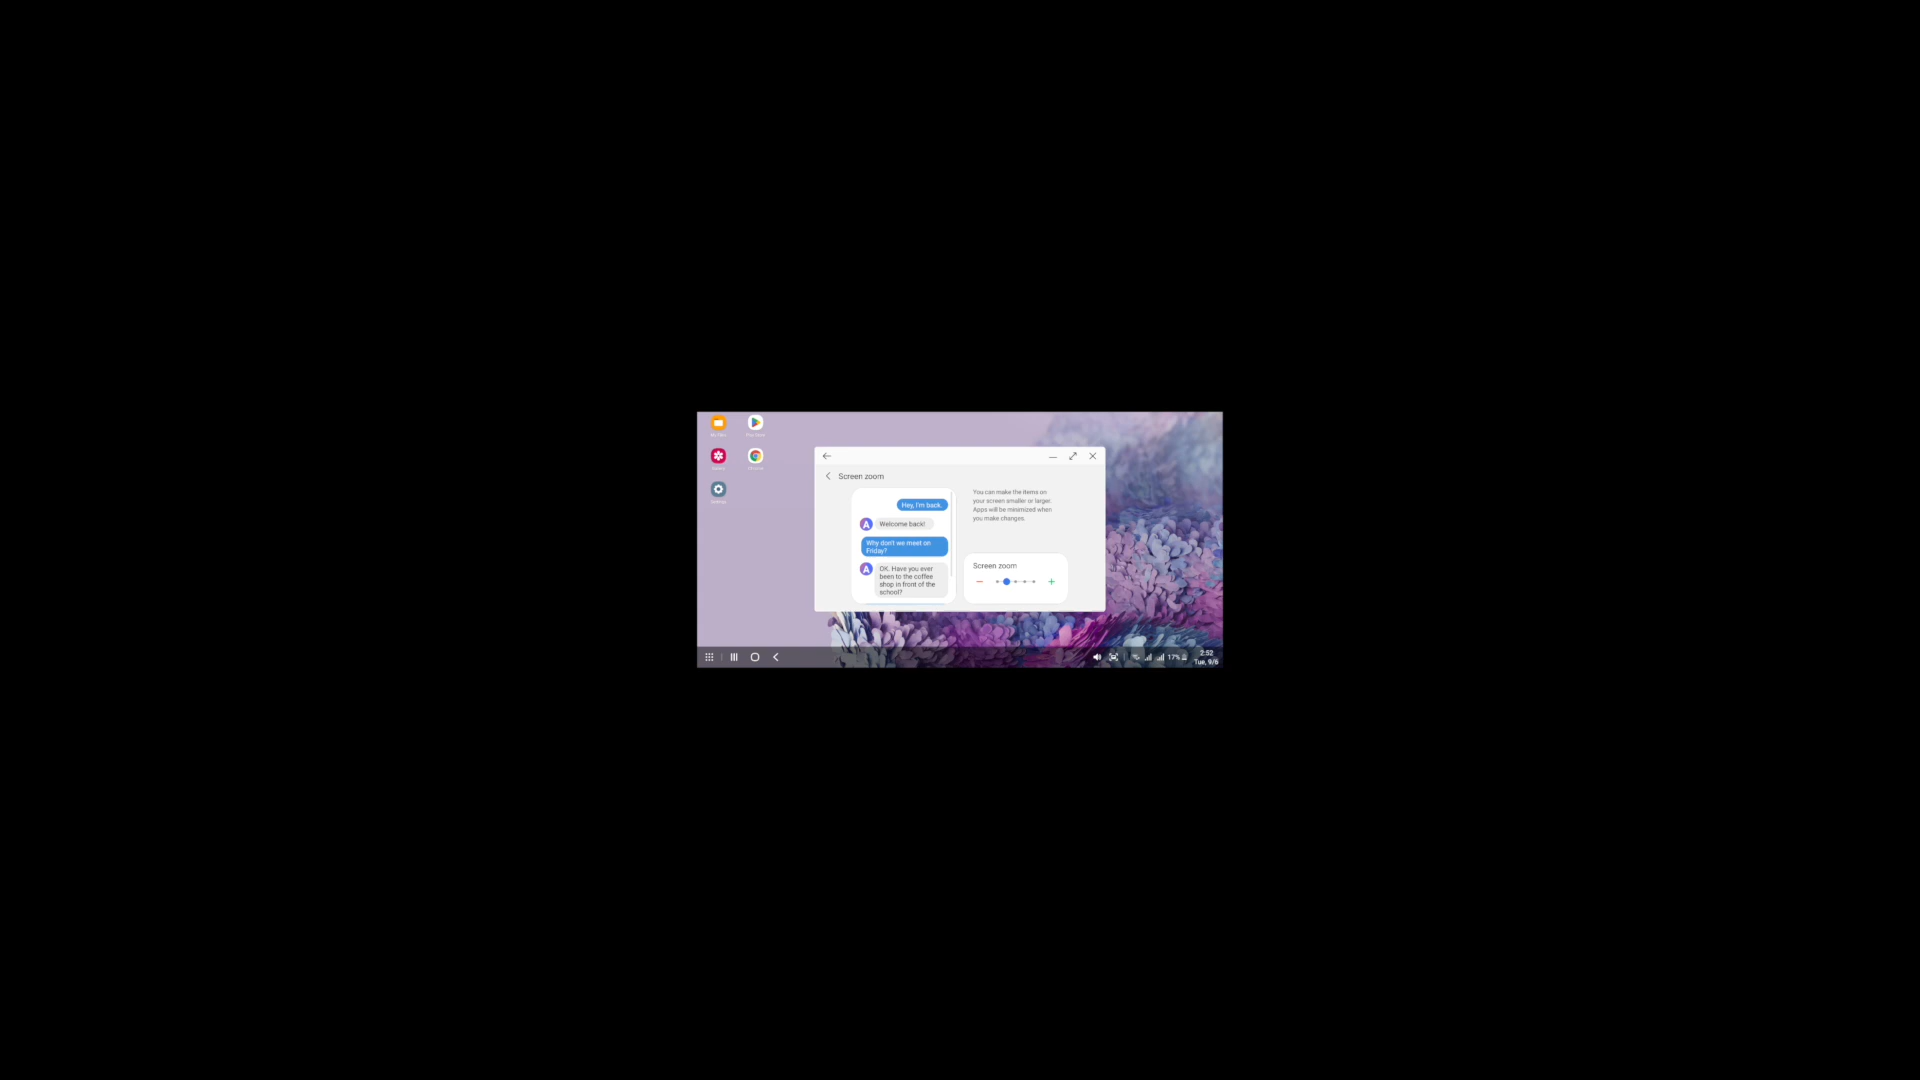 Screen zoom
Hey, I'm back.
A
Welcome back!
Why don't we meet on
Friday?
A
OK. Have you ever
been to the coffee
shop in front of the
school?
You can make the items on
your screen smaller or larger.
Apps will be minimized when
you make changes.
Screen zoom
17%
2:52
Tue, 9/6